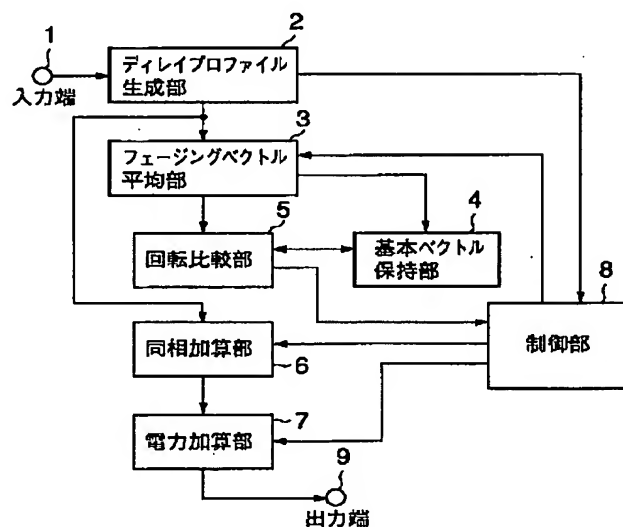 1
入力端
2
ディレイプロファイル
生成部
3
フェージングベクトル
平均部
4
基本ベクトル
保持部
5
回転比較部
8
制御部
同相加算部
6
7
電力加算部
9
出力端